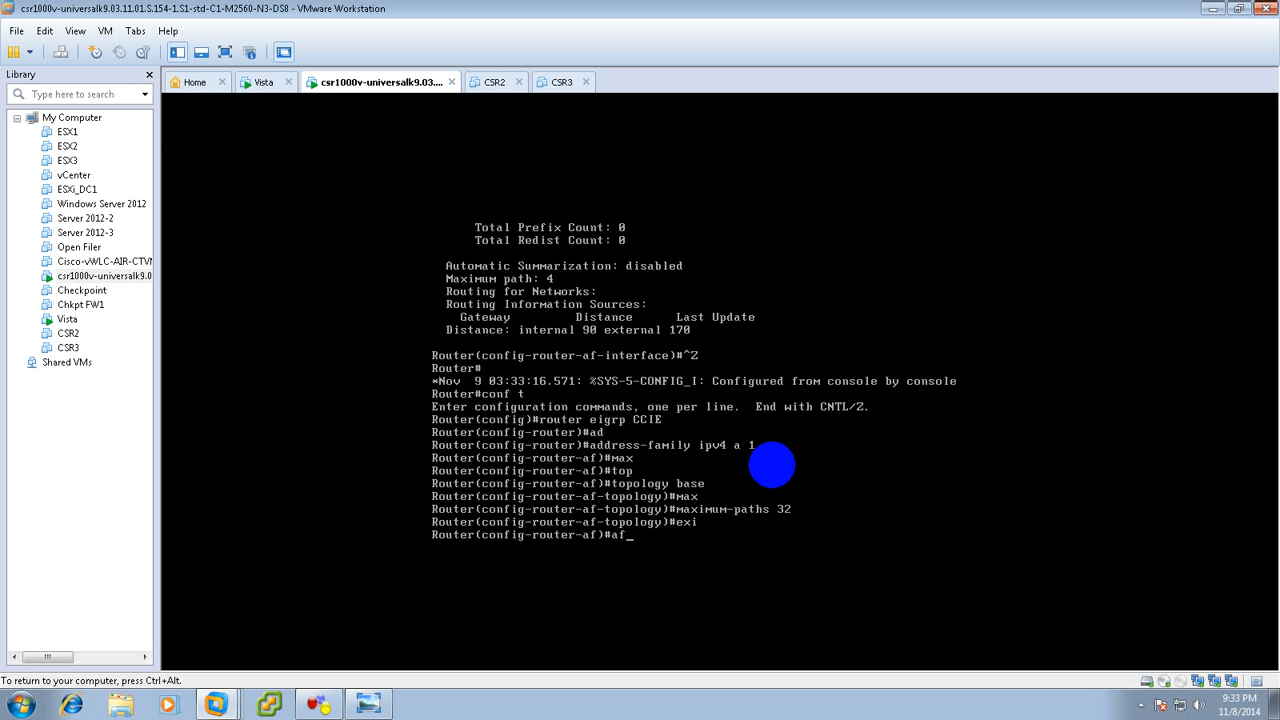 csr1000v-universalk9.03.11.01.S.154-1.S1-std-C1-M2560-N3-DS8 - VMware Workstation
File Edit View VM Tabs Help
Library
Type here to search
My Computer
ESX1
ESX2
ESX3
vCenter
ESXi_DC1
Windows Server 2012
Server 2012-2
Server 2012-3
Open Filer
Cisco-vWLC-AIR-CTVM
csr1000v-universalk9.0
Checkpoint
Chkpt FW1
Vista
CSR2
CSR3
Shared VMs
Home Vista csr1000v-universalk9.03.... CSR2 CSR3
Total Prefix Count: 0
Total Redist Count: 0
Automatic Summarization: disabled
Maximum path: 4
Routing for Networks:
Routing Information Sources:
Gateway Distance Last Update
Distance: internal 90 external 170
Router(config-router-af-interface)#^Z
Router#
*Nov  9 03:33:16.571: %SYS-5-CONFIG_I: Configured from console by console
Router#conf t
Enter configuration commands, one per line.  End with CNTL/Z.
Router(config)#router eigrp CCIE
Router(config-router)#ad
Router(config-router)#address-family ipv4 a 1
Router(config-router-af)#max
Router(config-router-af)#top
Router(config-router-af)#topology base
Router(config-router-af-topology)#max
Router(config-router-af-topology)#maximum-paths 32
Router(config-router-af-topology)#exi
Router(config-router-af)#af_
To return to your computer, press Ctrl+Alt.
9:33 PM
11/8/2014